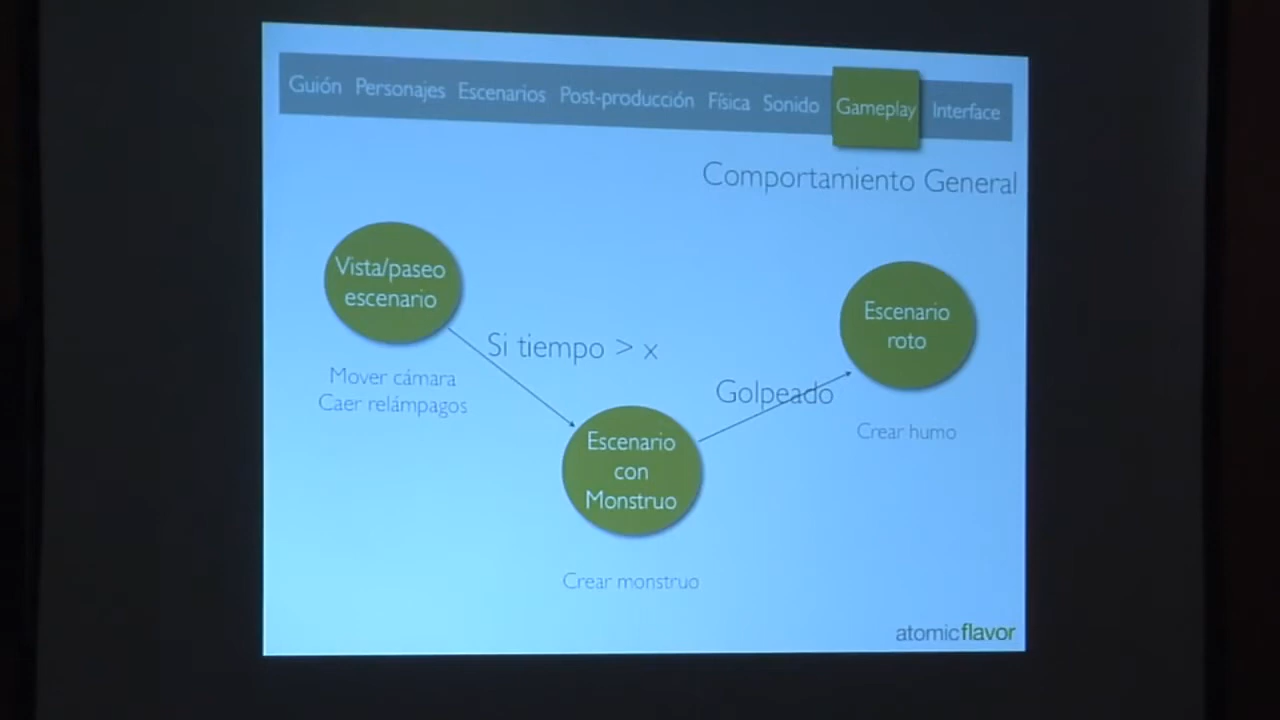 Guión Personajes Escenarios Post-producción Física Sonido Gameplay Interface
Comportamiento General
Vista/paseo
escenario
Mover cámara
Caer relámpagos
Si tiempo > x
Escenario
con
Monstruo
Crear monstruo
Golpeado
Escenario
roto
Crear humo
atomicflavor